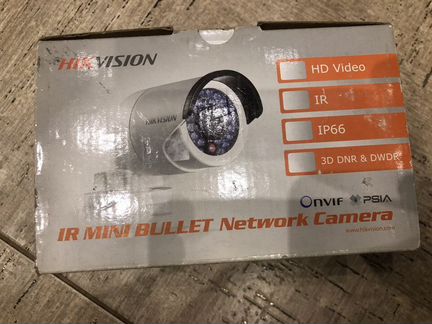 HIKVISION
HD Video
IR
IP66
3D DNR & DWDR
HIKVISION
ONVIF PSIA
IR MINI BULLET Network Camera
www.hikvision.com